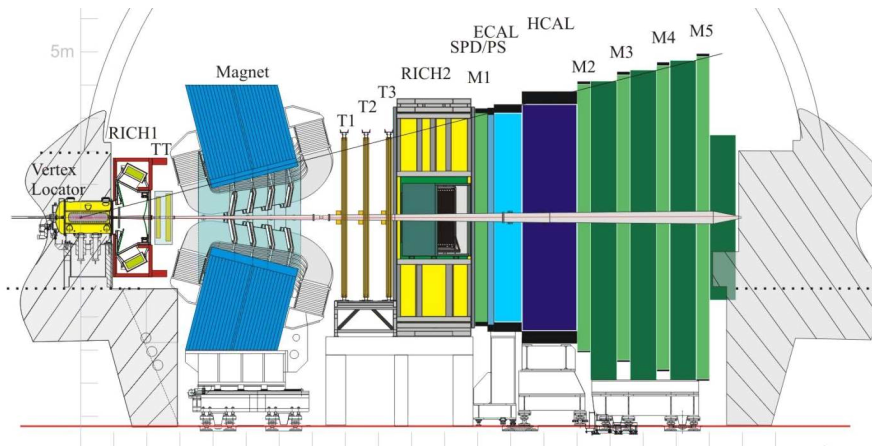 5m
Vertex
Locator
RICH1
TT
Magnet
T1
T2
T3
RICH2
M1
SPD/PS
ECAL
HCAL
M2
M3
M4
M5